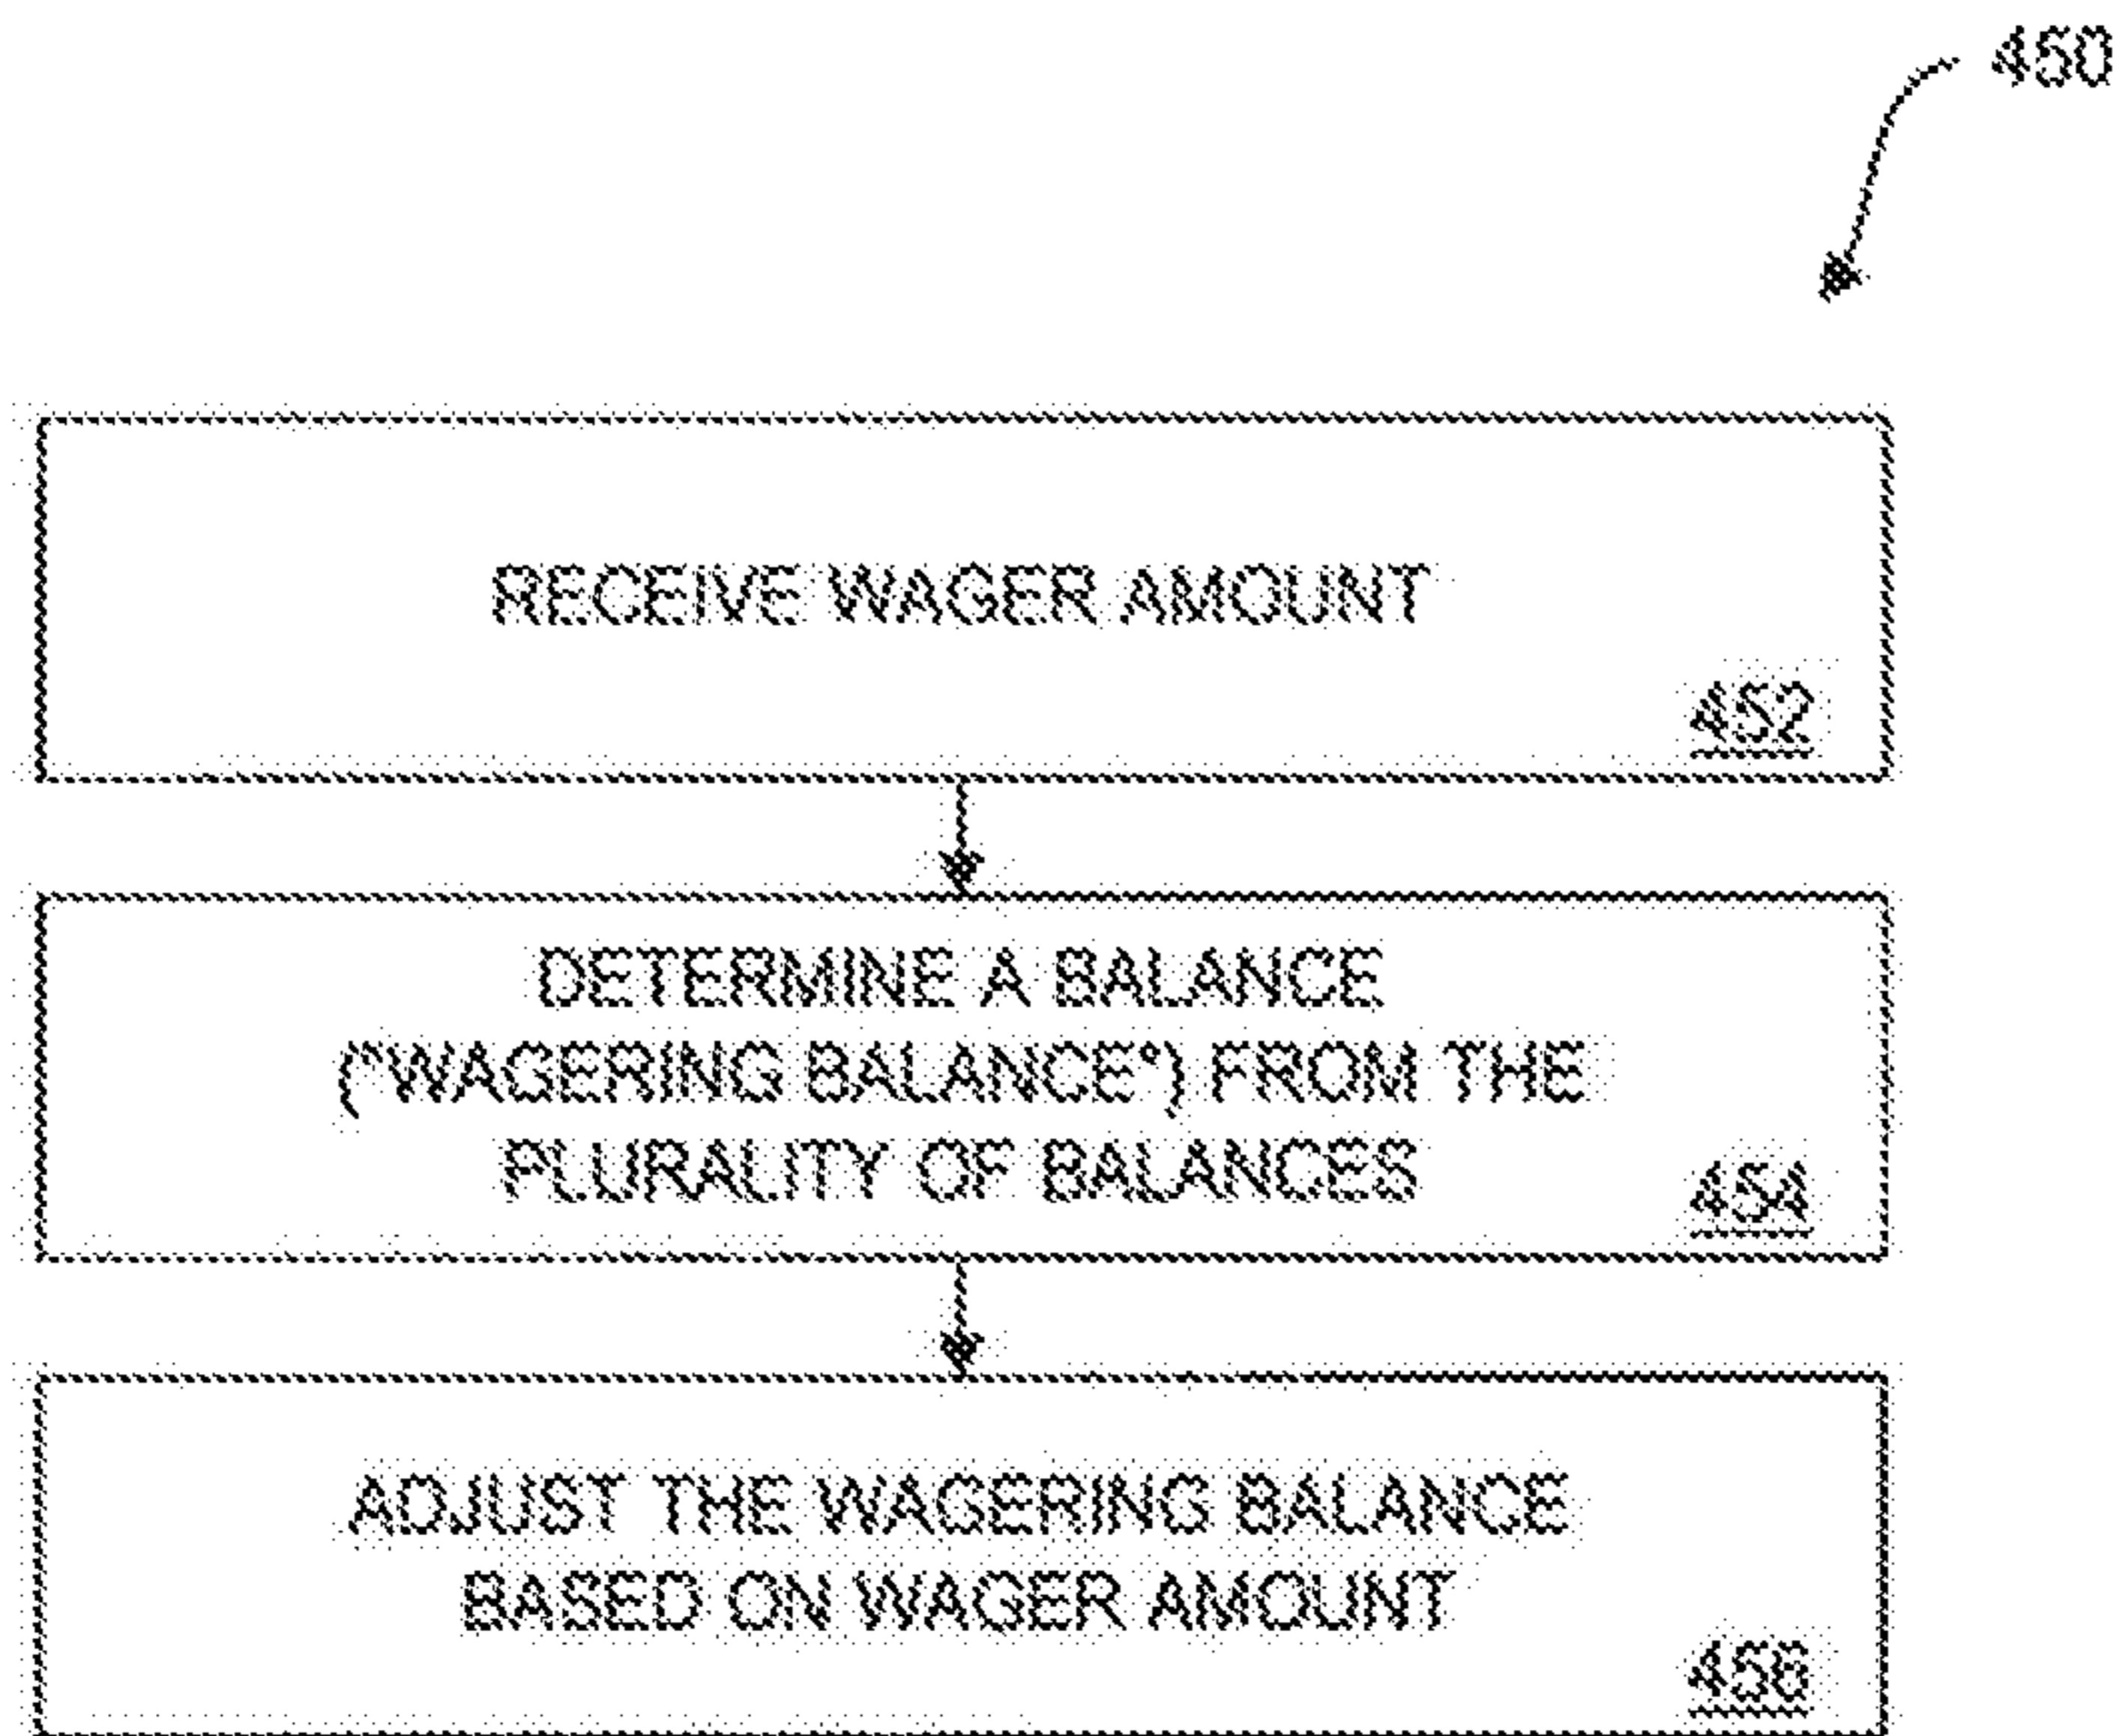 450
RECEIVE WAGER AMOUNT
452
DETERMINE A BALANCE
("WAGERING BALANCE") FROM THE
PLURALITY OF BALANCES
454
ADJUST THE WAGERING BALANCE
BASED ON WAGER AMOUNT